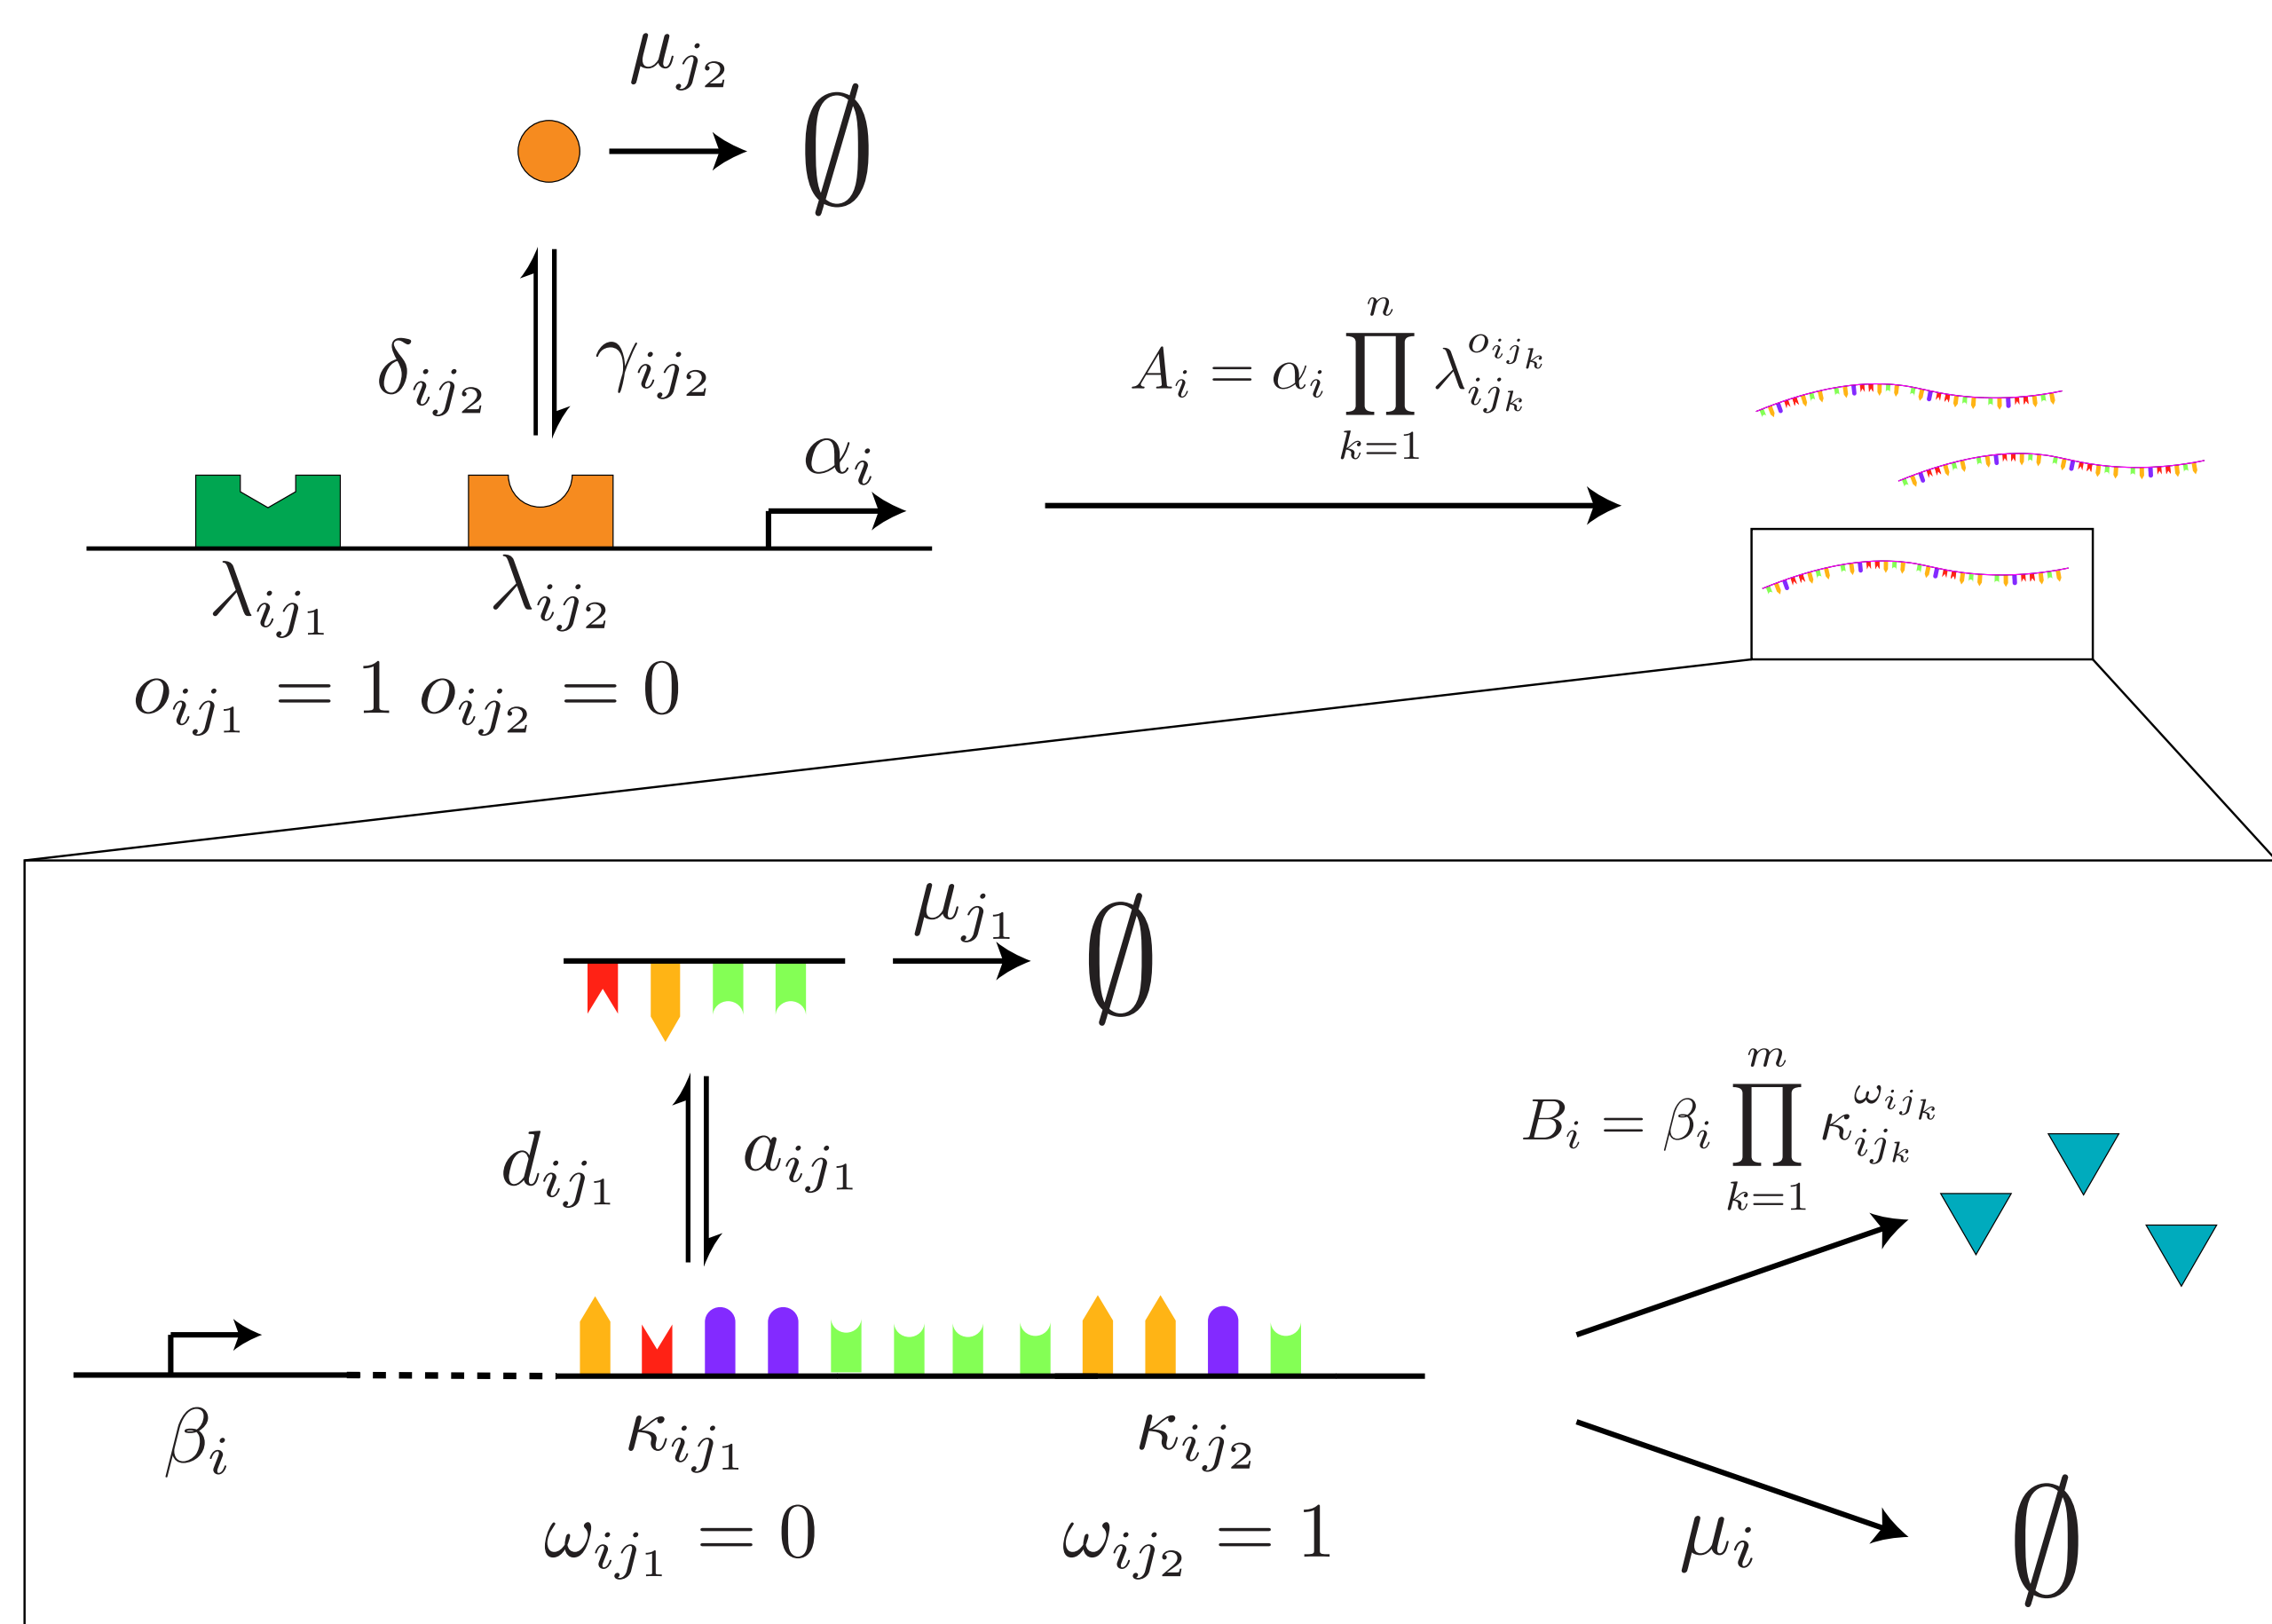 μ_{j_2}
∅
δ_{ij_2} γ_{ij_2}
A_i = α_i ∏_{k=1}^{n} λ_{ij_k}^{o_{ij_k}}
α_i
λ_{ij_1} λ_{ij_2}
o_{ij_1} = 1 o_{ij_2} = 0
μ_{j_1}
∅
d_{ij_1} a_{ij_1}
B_i = β_i ∏_{k=1}^{m} κ_{ij_k}^{ω_{ij_k}}
β_i κ_{ij_1} κ_{ij_2}
ω_{ij_1} = 0 ω_{ij_2} = 1
μ_i
∅